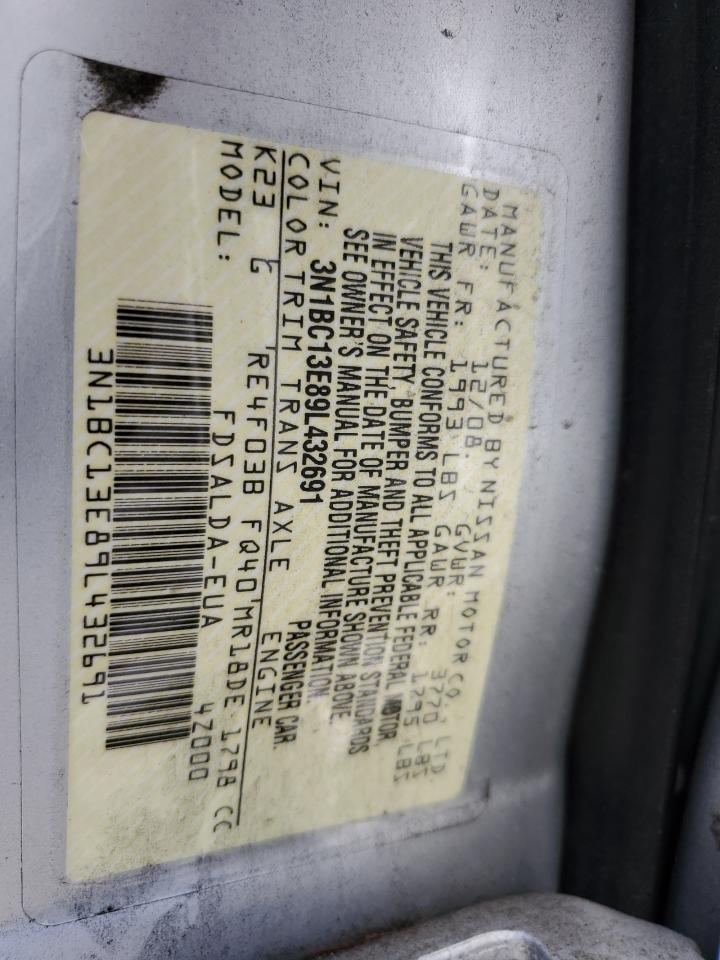 MANUFACTURED BY NISSAN MOTOR CO., LTD.
DATE: 12/08. GVWR: 3770 LBS
GAWR FR: 1993 LBS GAWR RR: 1795 LBS
THIS VEHICLE CONFORMS TO ALL APPLICABLE FEDERAL MOTOR
VEHICLE SAFETY, BUMPER AND THEFT PREVENTION STANDARDS
IN EFFECT ON THE DATE OF MANUFACTURE SHOWN ABOVE.
SEE OWNER'S MANUAL FOR ADDITIONAL INFORMATION.
VIN: 3N1BC13E89L432691 PASSENGER CAR
COLOR TRIM TRANS AXLE ENGINE
K23 G RE4F03B FQ40 MR18DE 1798 CC
MODEL: FDSALDA-EUA 4Z000
3N1BC13E89L432691